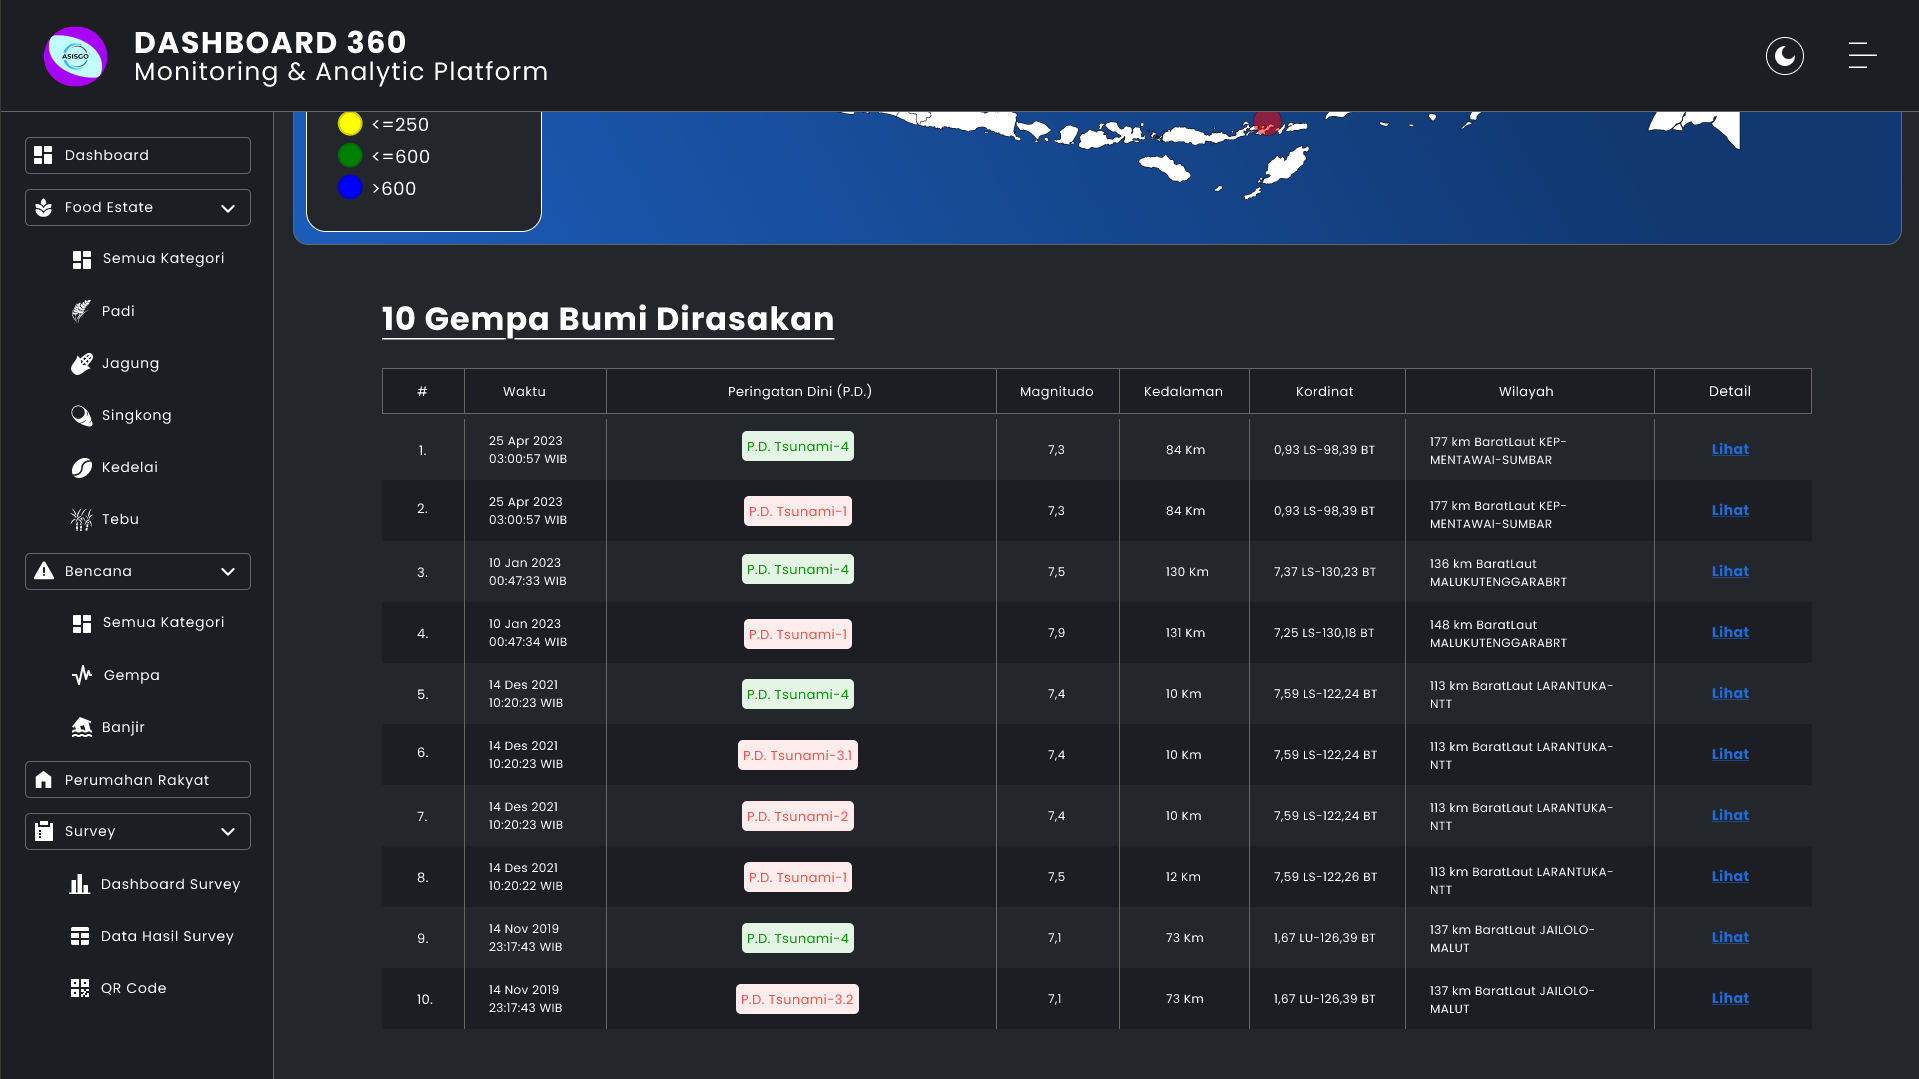 ASISGO
DASHBOARD 360
Monitoring & Analytic Platform
Dashboard
Food Estate
Semua Kategori
Padi
Jagung
Singkong
Kedelai
Tebu
Bencana
Semua Kategori
Gempa
Banjir
Perumahan Rakyat
Survey
Dashboard Survey
Data Hasil Survey
QR Code
<=250
<=600
>600
10 Gempa Bumi Dirasakan
# Waktu Peringatan Dini (P.D.) Magnitudo Kedalaman Kordinat Wilayah Detail
1. 25 Apr 2023 03:00:57 WIB P.D. Tsunami-4 7,3 84 Km 0,93 LS-98,39 BT 177 km BaratLaut KEP-MENTAWAI-SUMBAR Lihat
2. 25 Apr 2023 03:00:57 WIB P.D. Tsunami-1 7,3 84 Km 0,93 LS-98,39 BT 177 km BaratLaut KEP-MENTAWAI-SUMBAR Lihat
3. 10 Jan 2023 00:47:33 WIB P.D. Tsunami-4 7,5 130 Km 7,37 LS-130,23 BT 136 km BaratLaut MALUKUTENGGARABRT Lihat
4. 10 Jan 2023 00:47:34 WIB P.D. Tsunami-1 7,9 131 Km 7,25 LS-130,18 BT 148 km BaratLaut MALUKUTENGGARABRT Lihat
5. 14 Des 2021 10:20:23 WIB P.D. Tsunami-4 7,4 10 Km 7,59 LS-122,24 BT 113 km BaratLaut LARANTUKA-NTT Lihat
6. 14 Des 2021 10:20:23 WIB P.D. Tsunami-3.1 7,4 10 Km 7,59 LS-122,24 BT 113 km BaratLaut LARANTUKA-NTT Lihat
7. 14 Des 2021 10:20:23 WIB P.D. Tsunami-2 7,4 10 Km 7,59 LS-122,24 BT 113 km BaratLaut LARANTUKA-NTT Lihat
8. 14 Des 2021 10:20:22 WIB P.D. Tsunami-1 7,5 12 Km 7,59 LS-122,26 BT 113 km BaratLaut LARANTUKA-NTT Lihat
9. 14 Nov 2019 23:17:43 WIB P.D. Tsunami-4 7,1 73 Km 1,67 LU-126,39 BT 137 km BaratLaut JAILOLO-MALUT Lihat
10. 14 Nov 2019 23:17:43 WIB P.D. Tsunami-3.2 7,1 73 Km 1,67 LU-126,39 BT 137 km BaratLaut JAILOLO-MALUT Lihat